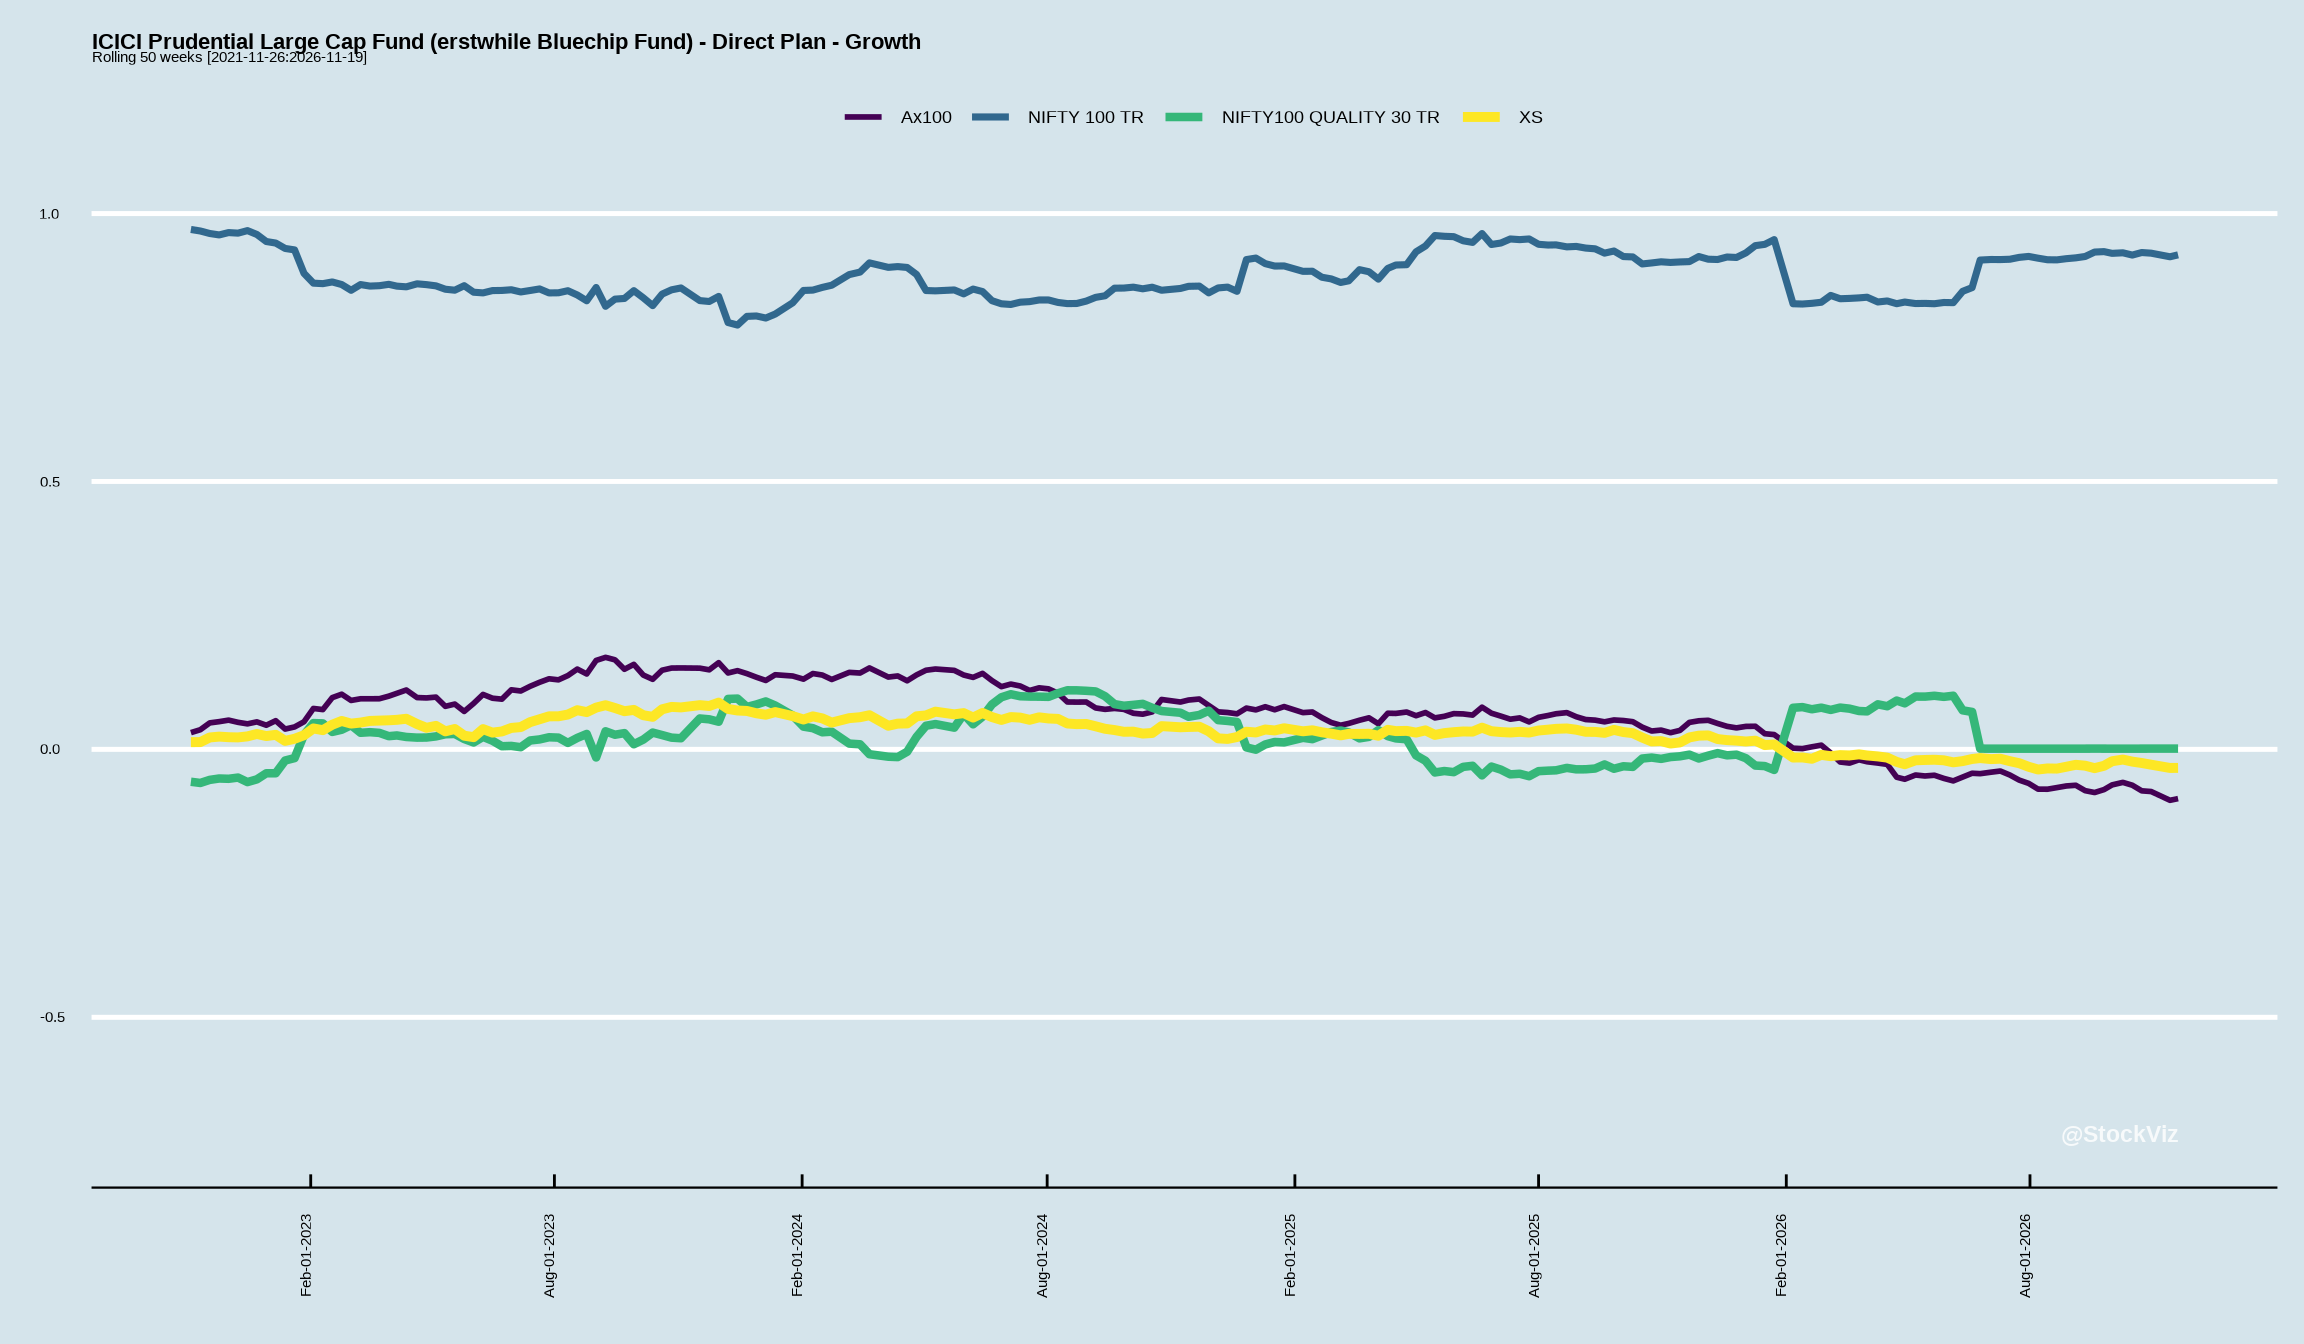 ICICI Prudential Large Cap Fund (erstwhile Bluechip Fund) - Direct Plan - Growth
Rolling 50 weeks [2021-11-26:2026-11-19]
Ax100 NIFTY 100 TR NIFTY100 QUALITY 30 TR XS
1.0
0.5
0.0
-0.5
@StockViz
Feb-01-2023
Aug-01-2023
Feb-01-2024
Aug-01-2024
Feb-01-2025
Aug-01-2025
Feb-01-2026
Aug-01-2026